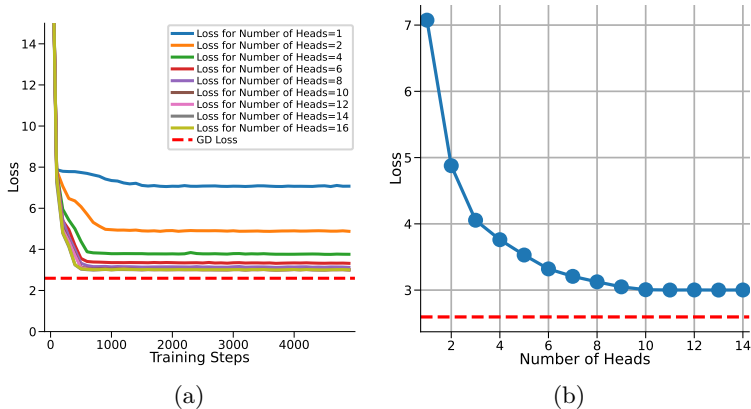 14
12
10
8
6
4
2
0
Loss
0
1000
2000
3000
4000
Training Steps
Loss for Number of Heads=1
Loss for Number of Heads=2
Loss for Number of Heads=4
Loss for Number of Heads=6
Loss for Number of Heads=8
Loss for Number of Heads=10
Loss for Number of Heads=12
Loss for Number of Heads=14
Loss for Number of Heads=16
GD Loss
(a)
7
6
5
4
3
Loss
2
4
6
8
10
12
14
Number of Heads
(b)